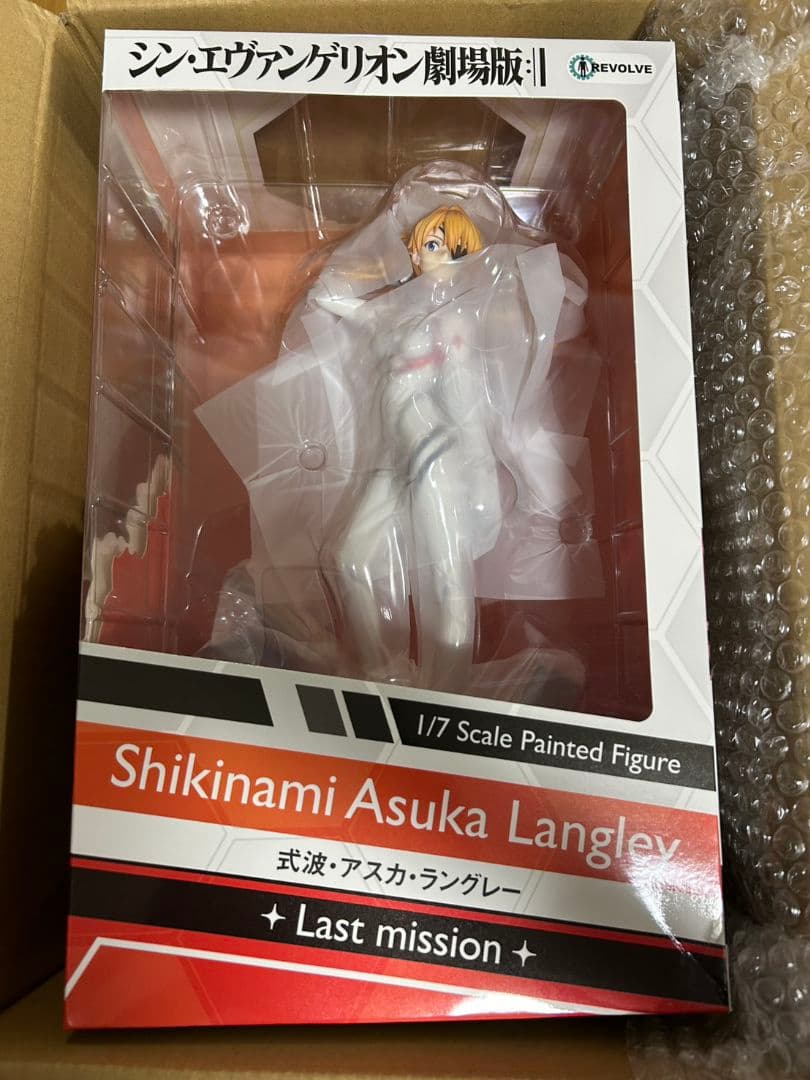 シン・エヴァンゲリオン劇場版:||
REVOLVE
1/7 Scale Painted Figure
Shikinami Asuka Langley
式波・アスカ・ラングレー
Last mission